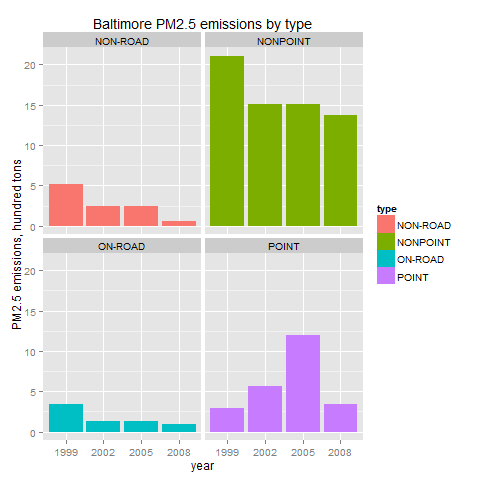 Baltimore PM2.5 emissions by type
NON-ROAD NONPOINT
20
15
10
5
0
ON-ROAD POINT
20
15
10
5
0
1999 2002 2005 2008 1999 2002 2005 2008
year
PM2.5 emissions, hundred tons
type
NON-ROAD
NONPOINT
ON-ROAD
POINT